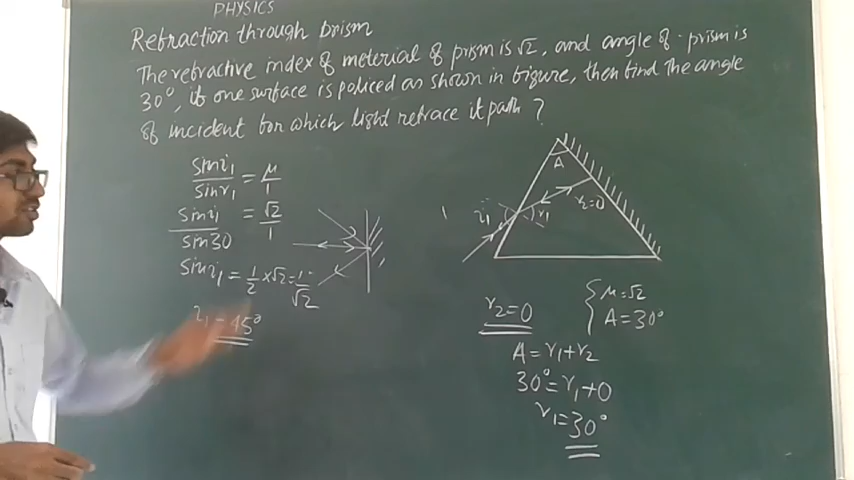 PHYSICS
Refraction through prism
The refractive index of meterial of prism is √2, and angle of prism is
30°, if one surface is policed as shown in figure, then find the angle
of incident for which light retrace it path ?
sin i₁ / sin r₁ = μ / 1
sin i₁ / sin 30 = √2 / 1
sin i₁ = 1/2 × √2 = 1/√2
i₁ = 45°
A
i₁
r₁
r₂=0
r₂=0
{ μ=√2
A=30°
A=r₁+r₂
30°=r₁+0
r₁=30°